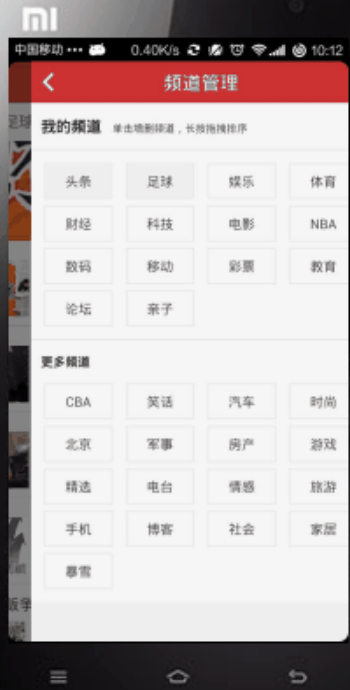 中国移动 ••• 0.40K/s 10:12
频道管理
我的频道 单击增删频道，长按拖拽排序
头条 足球 娱乐 体育
财经 科技 电影 NBA
数码 移动 彩票 教育
论坛 亲子
更多频道
CBA 笑话 汽车 时尚
北京 军事 房产 游戏
精选 电台 情感 旅游
手机 博客 社会 家居
暴雪
足球